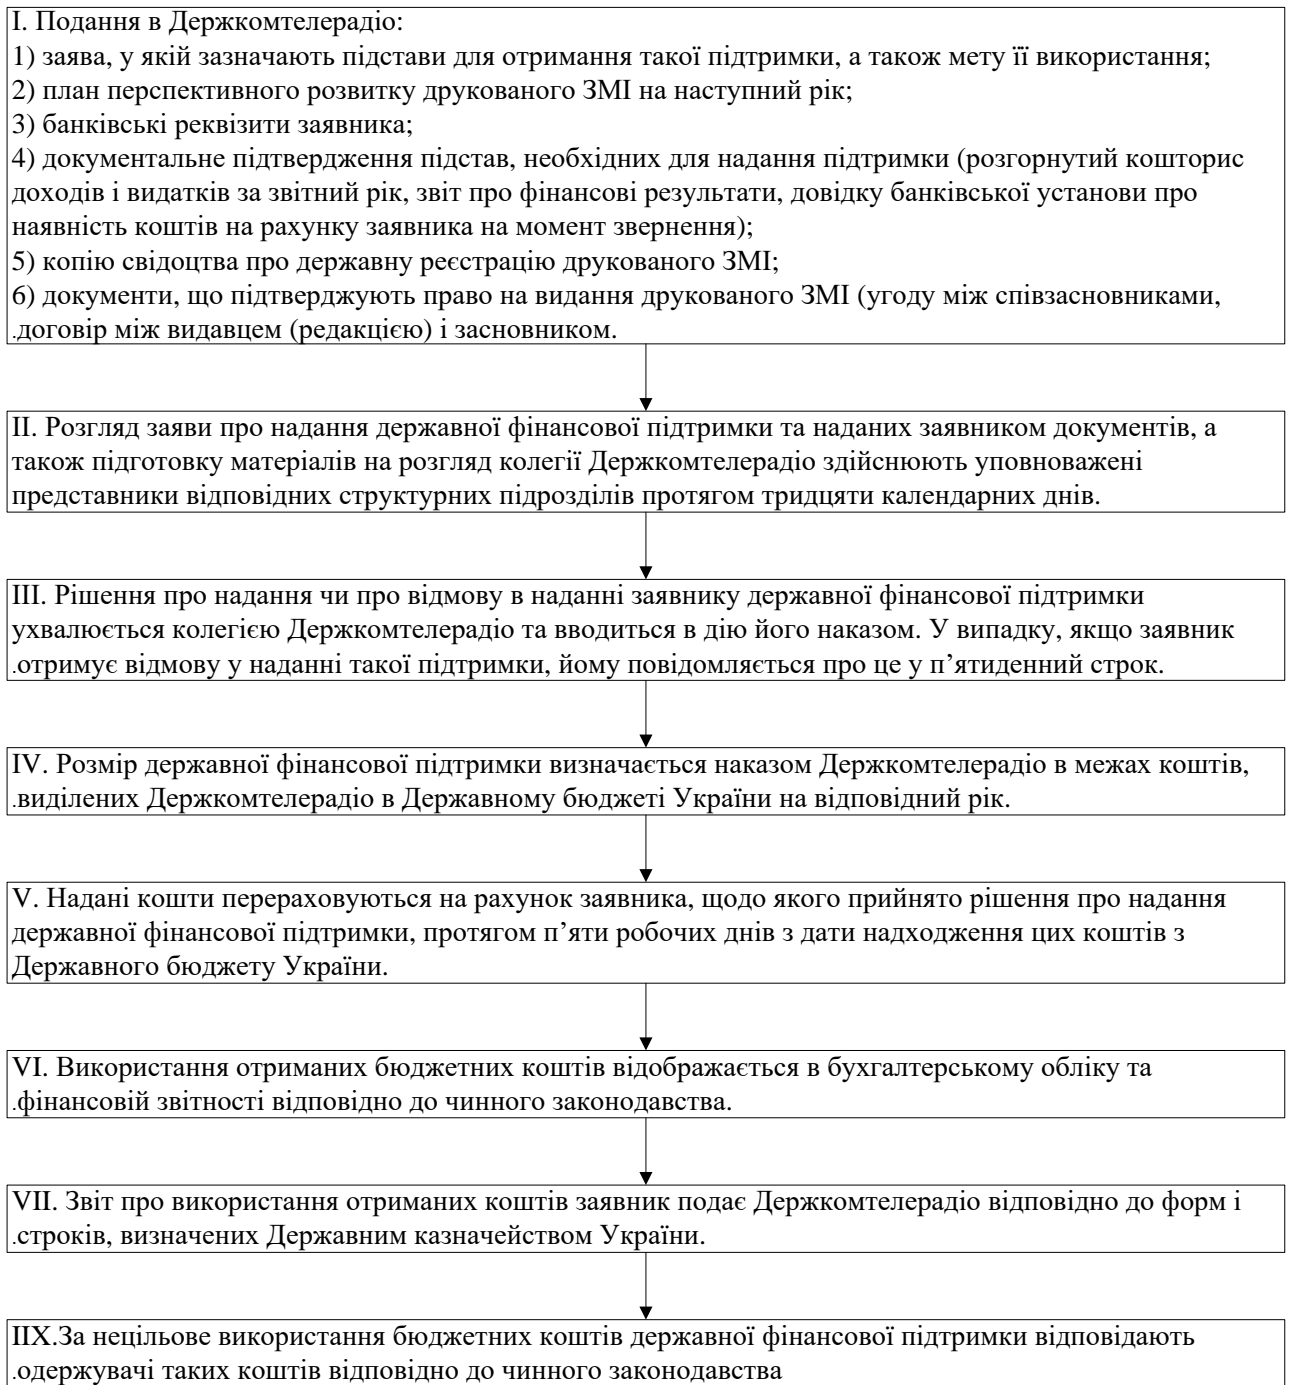 І. Подання в Держкомтелерадіо:
1) заява, у якій зазначають підстави для отримання такої підтримки, а також мету її використання;
2) план перспективного розвитку друкованого ЗМІ на наступний рік;
3) банківські реквізити заявника;
4) документальне підтвердження підстав, необхідних для надання підтримки (розгорнутий кошторис
доходів і видатків за звітний рік, звіт про фінансові результати, довідку банківської установи про
наявність коштів на рахунку заявника на момент звернення);
5) копію свідоцтва про державну реєстрацію друкованого ЗМІ;
6) документи, що підтверджують право на видання друкованого ЗМІ (угоду між співзасновниками,
.договір між видавцем (редакцією) і засновником.
ІІ. Розгляд заяви про надання державної фінансової підтримки та наданих заявником документів, а
також підготовку матеріалів на розгляд колегії Держкомтелерадіо здійснюють уповноважені
представники відповідних структурних підрозділів протягом тридцяти календарних днів.
ІІІ. Рішення про надання чи про відмову в наданні заявнику державної фінансової підтримки
ухвалюється колегією Держкомтелерадіо та вводиться в дію його наказом. У випадку, якщо заявник
.отримує відмову у наданні такої підтримки, йому повідомляється про це у п’ятиденний строк.
IV. Розмір державної фінансової підтримки визначається наказом Держкомтелерадіо в межах коштів,
.виділених Держкомтелерадіо в Державному бюджеті України на відповідний рік.
V. Надані кошти перераховуються на рахунок заявника, щодо якого прийнято рішення про надання
державної фінансової підтримки, протягом п’яти робочих днів з дати надходження цих коштів з
Державного бюджету України.
VI. Використання отриманих бюджетних коштів відображається в бухгалтерському обліку та
.фінансовій звітності відповідно до чинного законодавства.
VII. Звіт про використання отриманих коштів заявник подає Держкомтелерадіо відповідно до форм і
.строків, визначених Державним казначейством України.
IIX.За нецільове використання бюджетних коштів державної фінансової підтримки відповідають
.одержувачі таких коштів відповідно до чинного законодавства